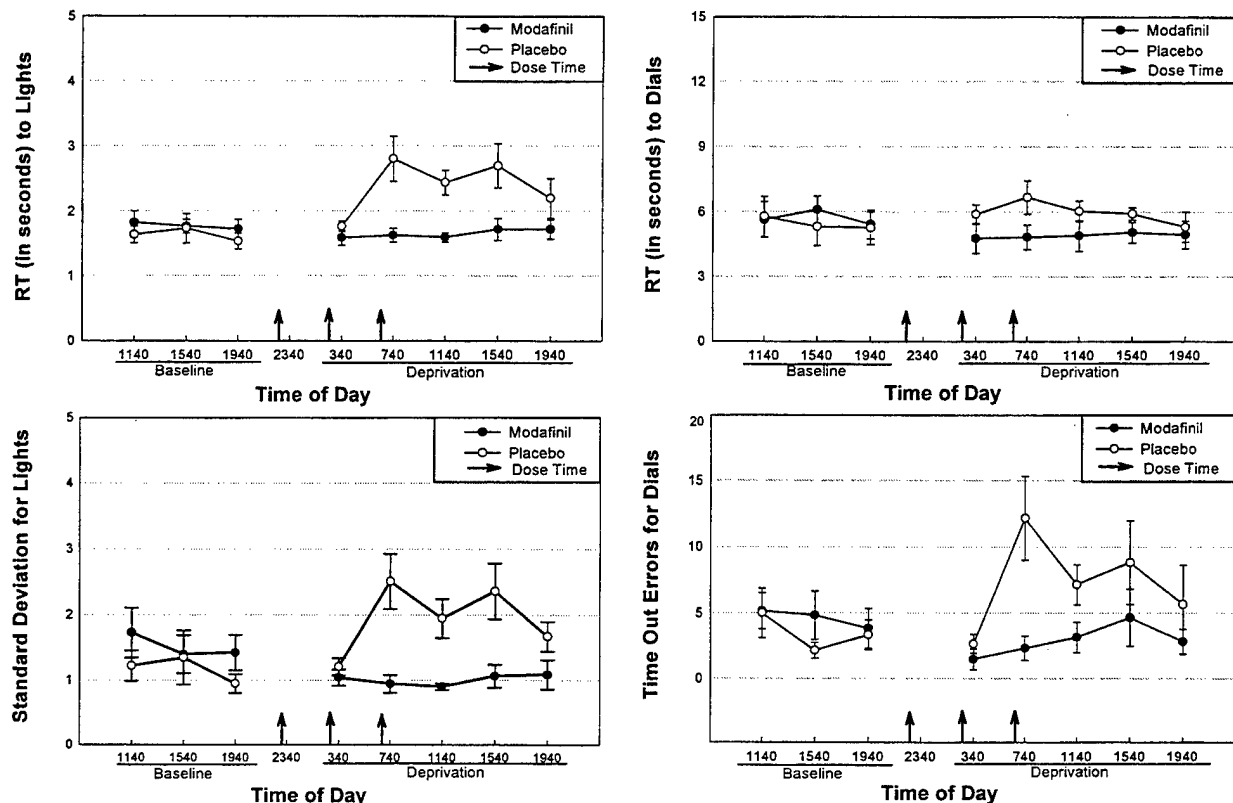 RT (in seconds) to Lights
5
4
3
2
1
0
Modafinil
Placebo
Dose Time
1140 1540 1940 2340 340 740 1140 1540 1940
Baseline Deprivation
Time of Day
RT (in seconds) to Dials
15
12
9
6
3
0
Modafinil
Placebo
Dose Time
1140 1540 1940 2340 340 740 1140 1540 1940
Baseline Deprivation
Time of Day
Standard Deviation for Lights
5
4
3
2
1
0
Modafinil
Placebo
Dose Time
1140 1540 1940 2340 340 740 1140 1540 1940
Baseline Deprivation
Time of Day
Time Out Errors for Dials
20
15
10
5
0
Modafinil
Placebo
Dose Time
1140 1540 1940 2340 340 740 1140 1540 1940
Baseline Deprivation
Time of Day